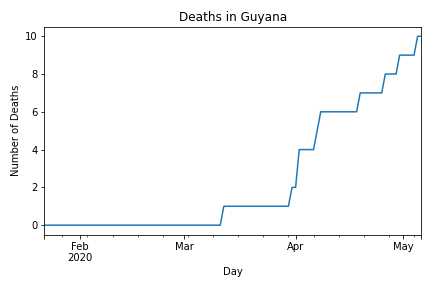 Deaths in Guyana
10
8
6
4
2
0
Number of Deaths
Feb
2020
Mar
Apr
May
Day